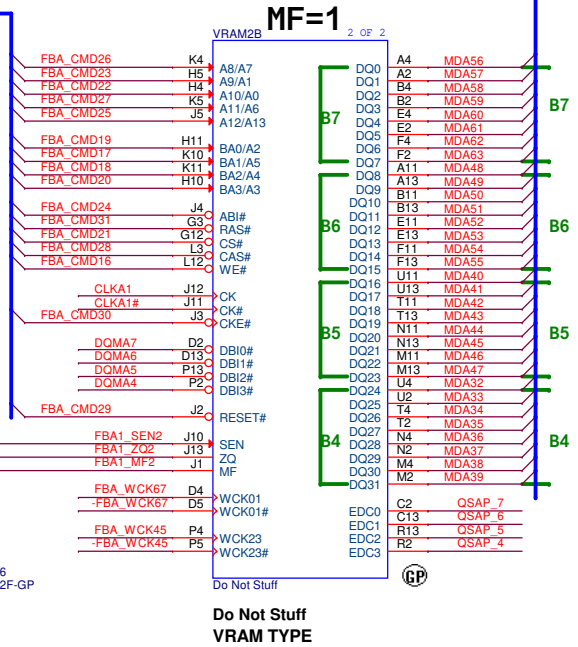 MF=1
VRAM2B 2 OF 2
FBA_CMD26 K4 A8/A7 DQ0 A4 MDA56
FBA_CMD23 H5 A9/A1 DQ1 A2 MDA57
FBA_CMD22 H4 A10/A0 DQ2 B4 MDA58
FBA_CMD27 K5 A11/A6 DQ3 B2 MDA59
FBA_CMD25 J5 A12/A13 DQ4 E4 MDA60
DQ5 E2 MDA61
FBA_CMD19 H11 BA0/A2 DQ6 F4 MDA62
FBA_CMD17 K10 BA1/A5 DQ7 F2 MDA63
FBA_CMD18 K11 BA2/A4 DQ8 A11 MDA48
FBA_CMD20 H10 BA3/A3 DQ9 A13 MDA49
DQ10 B11 MDA50
FBA_CMD24 J4 ABI# DQ11 B13 MDA51
FBA_CMD31 G3 RAS# DQ12 E11 MDA52
FBA_CMD21 G12 CS# DQ13 E13 MDA53
FBA_CMD28 L3 CAS# DQ14 F11 MDA54
FBA_CMD16 L12 WE# DQ15 F13 MDA55
DQ16 U11 MDA40
CLKA1 J12 CK DQ17 U13 MDA41
CLKA1# J11 CK# DQ18 T11 MDA42
FBA_CMD30 J3 CKE# DQ19 T13 MDA43
DQ20 N11 MDA44
DQMA7 D2 DBI0# DQ21 N13 MDA45
DQMA6 D13 DBI1# DQ22 M11 MDA46
DQMA5 P13 DBI2# DQ23 M13 MDA47
DQMA4 P2 DBI3# DQ24 U4 MDA32
DQ25 U2 MDA33
FBA_CMD29 J2 RESET# DQ26 T4 MDA34
DQ27 T2 MDA35
FBA1_SEN2 J10 SEN DQ28 N4 MDA36
FBA1_ZQ2 J13 ZQ DQ29 N2 MDA37
FBA1_MF2 J1 MF DQ30 M4 MDA38
DQ31 M2 MDA39
FBA_WCK67 D4 WCK01
-FBA_WCK67 D5 WCK01# EDC0 C2 QSAP_7
EDC1 C13 QSAP_6
FBA_WCK45 P4 WCK23 EDC2 R13 QSAP_5
-FBA_WCK45 P5 WCK23# EDC3 R2 QSAP_4
B7 B7
B6 B6
B5 B5
B4 B4
6
2F-GP
GP
Do Not Stuff
Do Not Stuff
VRAM TYPE